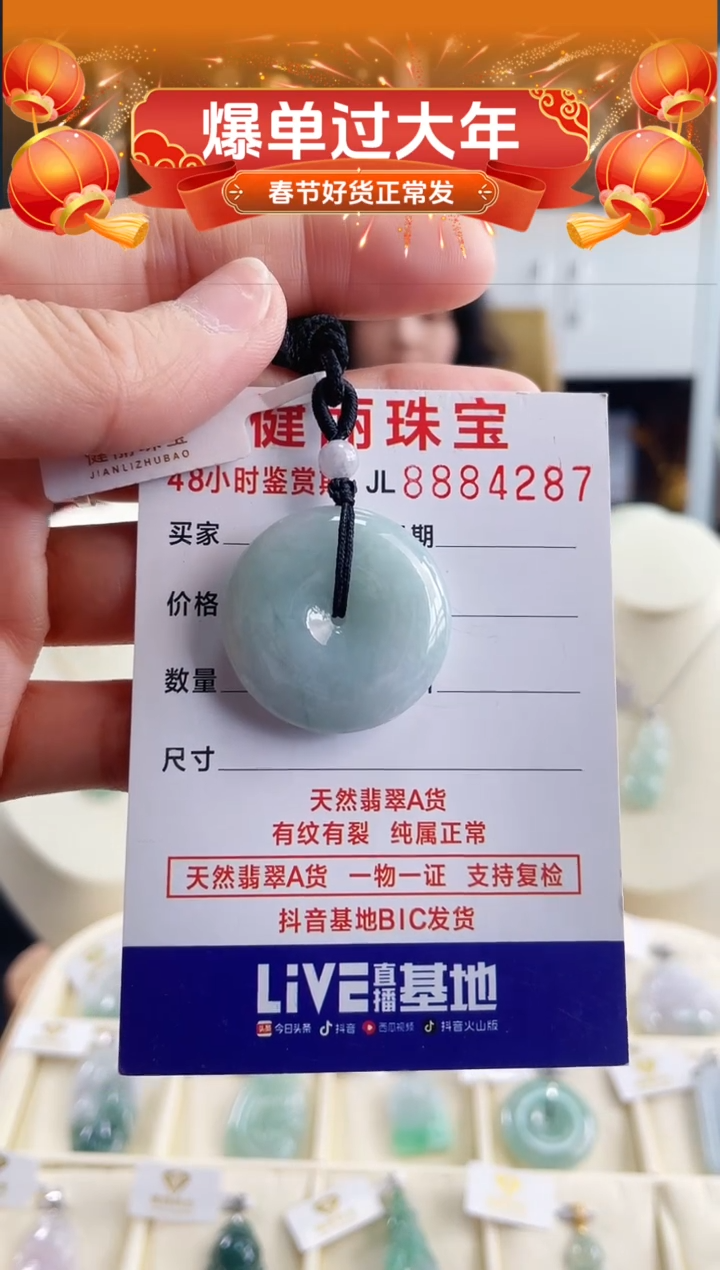 爆单过大年
春节好货正常发
健丽珠宝
JIANLIZHUBAO
健丽珠宝
48小时鉴赏期 JL8884287
买家 期
价格
数量
尺寸
天然翡翠A货
有纹有裂 纯属正常
天然翡翠A货 一物一证 支持复检
抖音基地BIC发货
LiVE直播基地
头条 今日头条 抖音 西瓜视频 抖音火山版